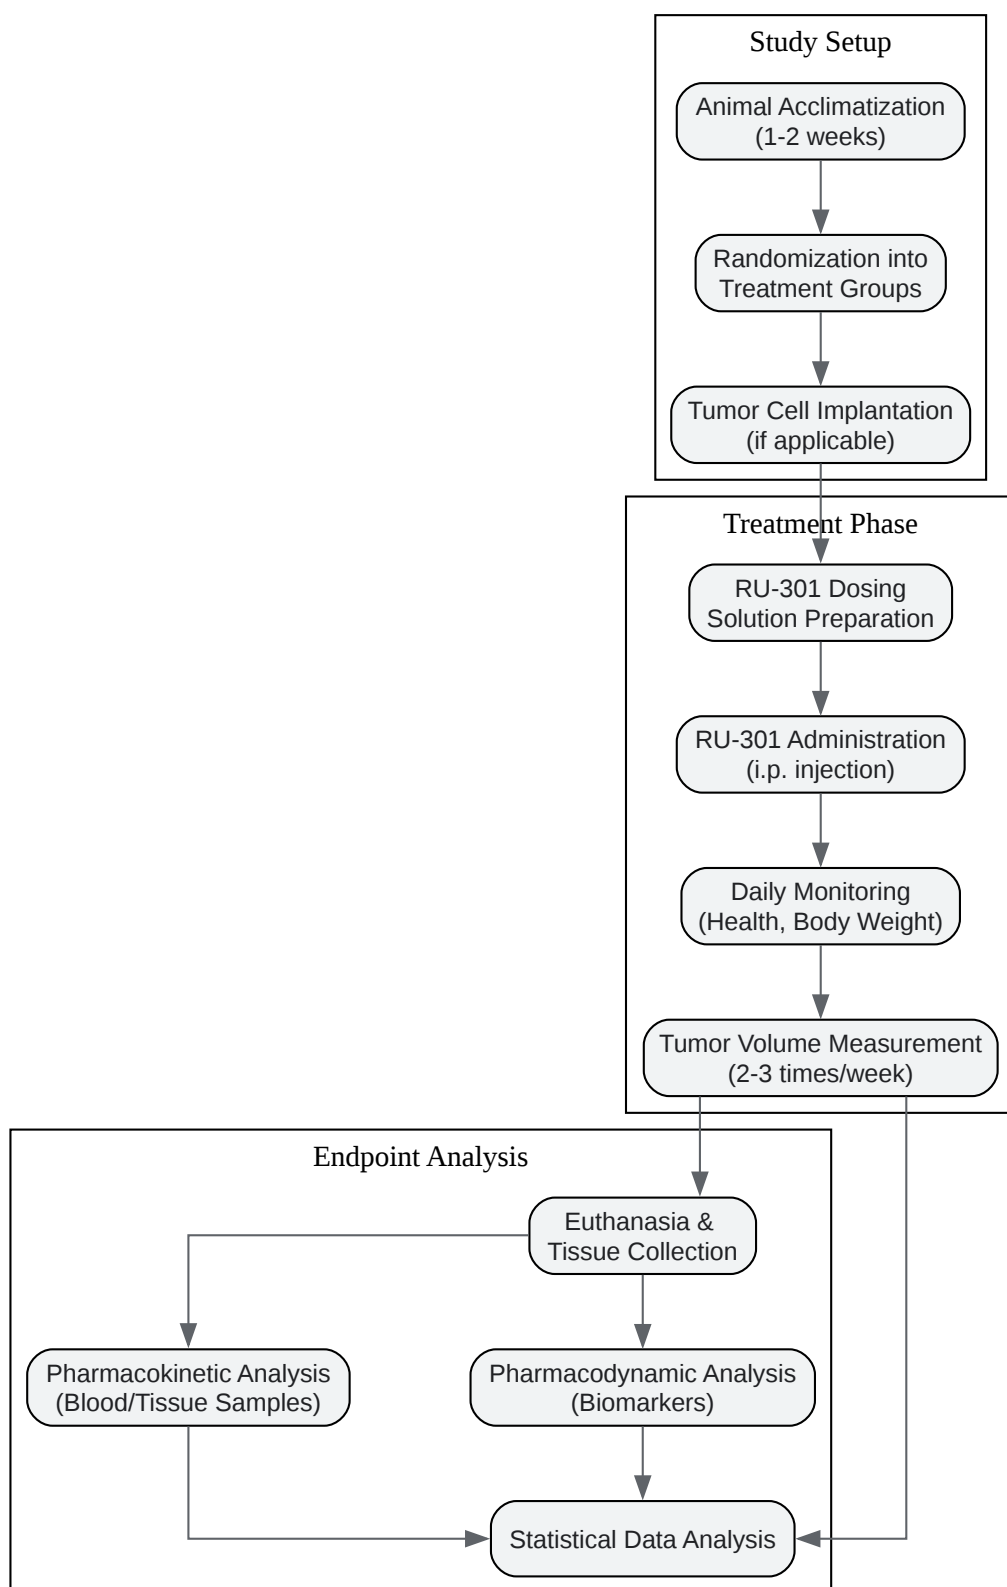 Study Setup
Animal Acclimatization
(1-2 weeks)
Randomization into
Treatment Groups
Tumor Cell Implantation
(if applicable)
Treatment Phase
RU-301 Dosing
Solution Preparation
RU-301 Administration
(i.p. injection)
Daily Monitoring
(Health, Body Weight)
Tumor Volume Measurement
(2-3 times/week)
Endpoint Analysis
Euthanasia &
Tissue Collection
Pharmacokinetic Analysis
(Blood/Tissue Samples)
Pharmacodynamic Analysis
(Biomarkers)
Statistical Data Analysis